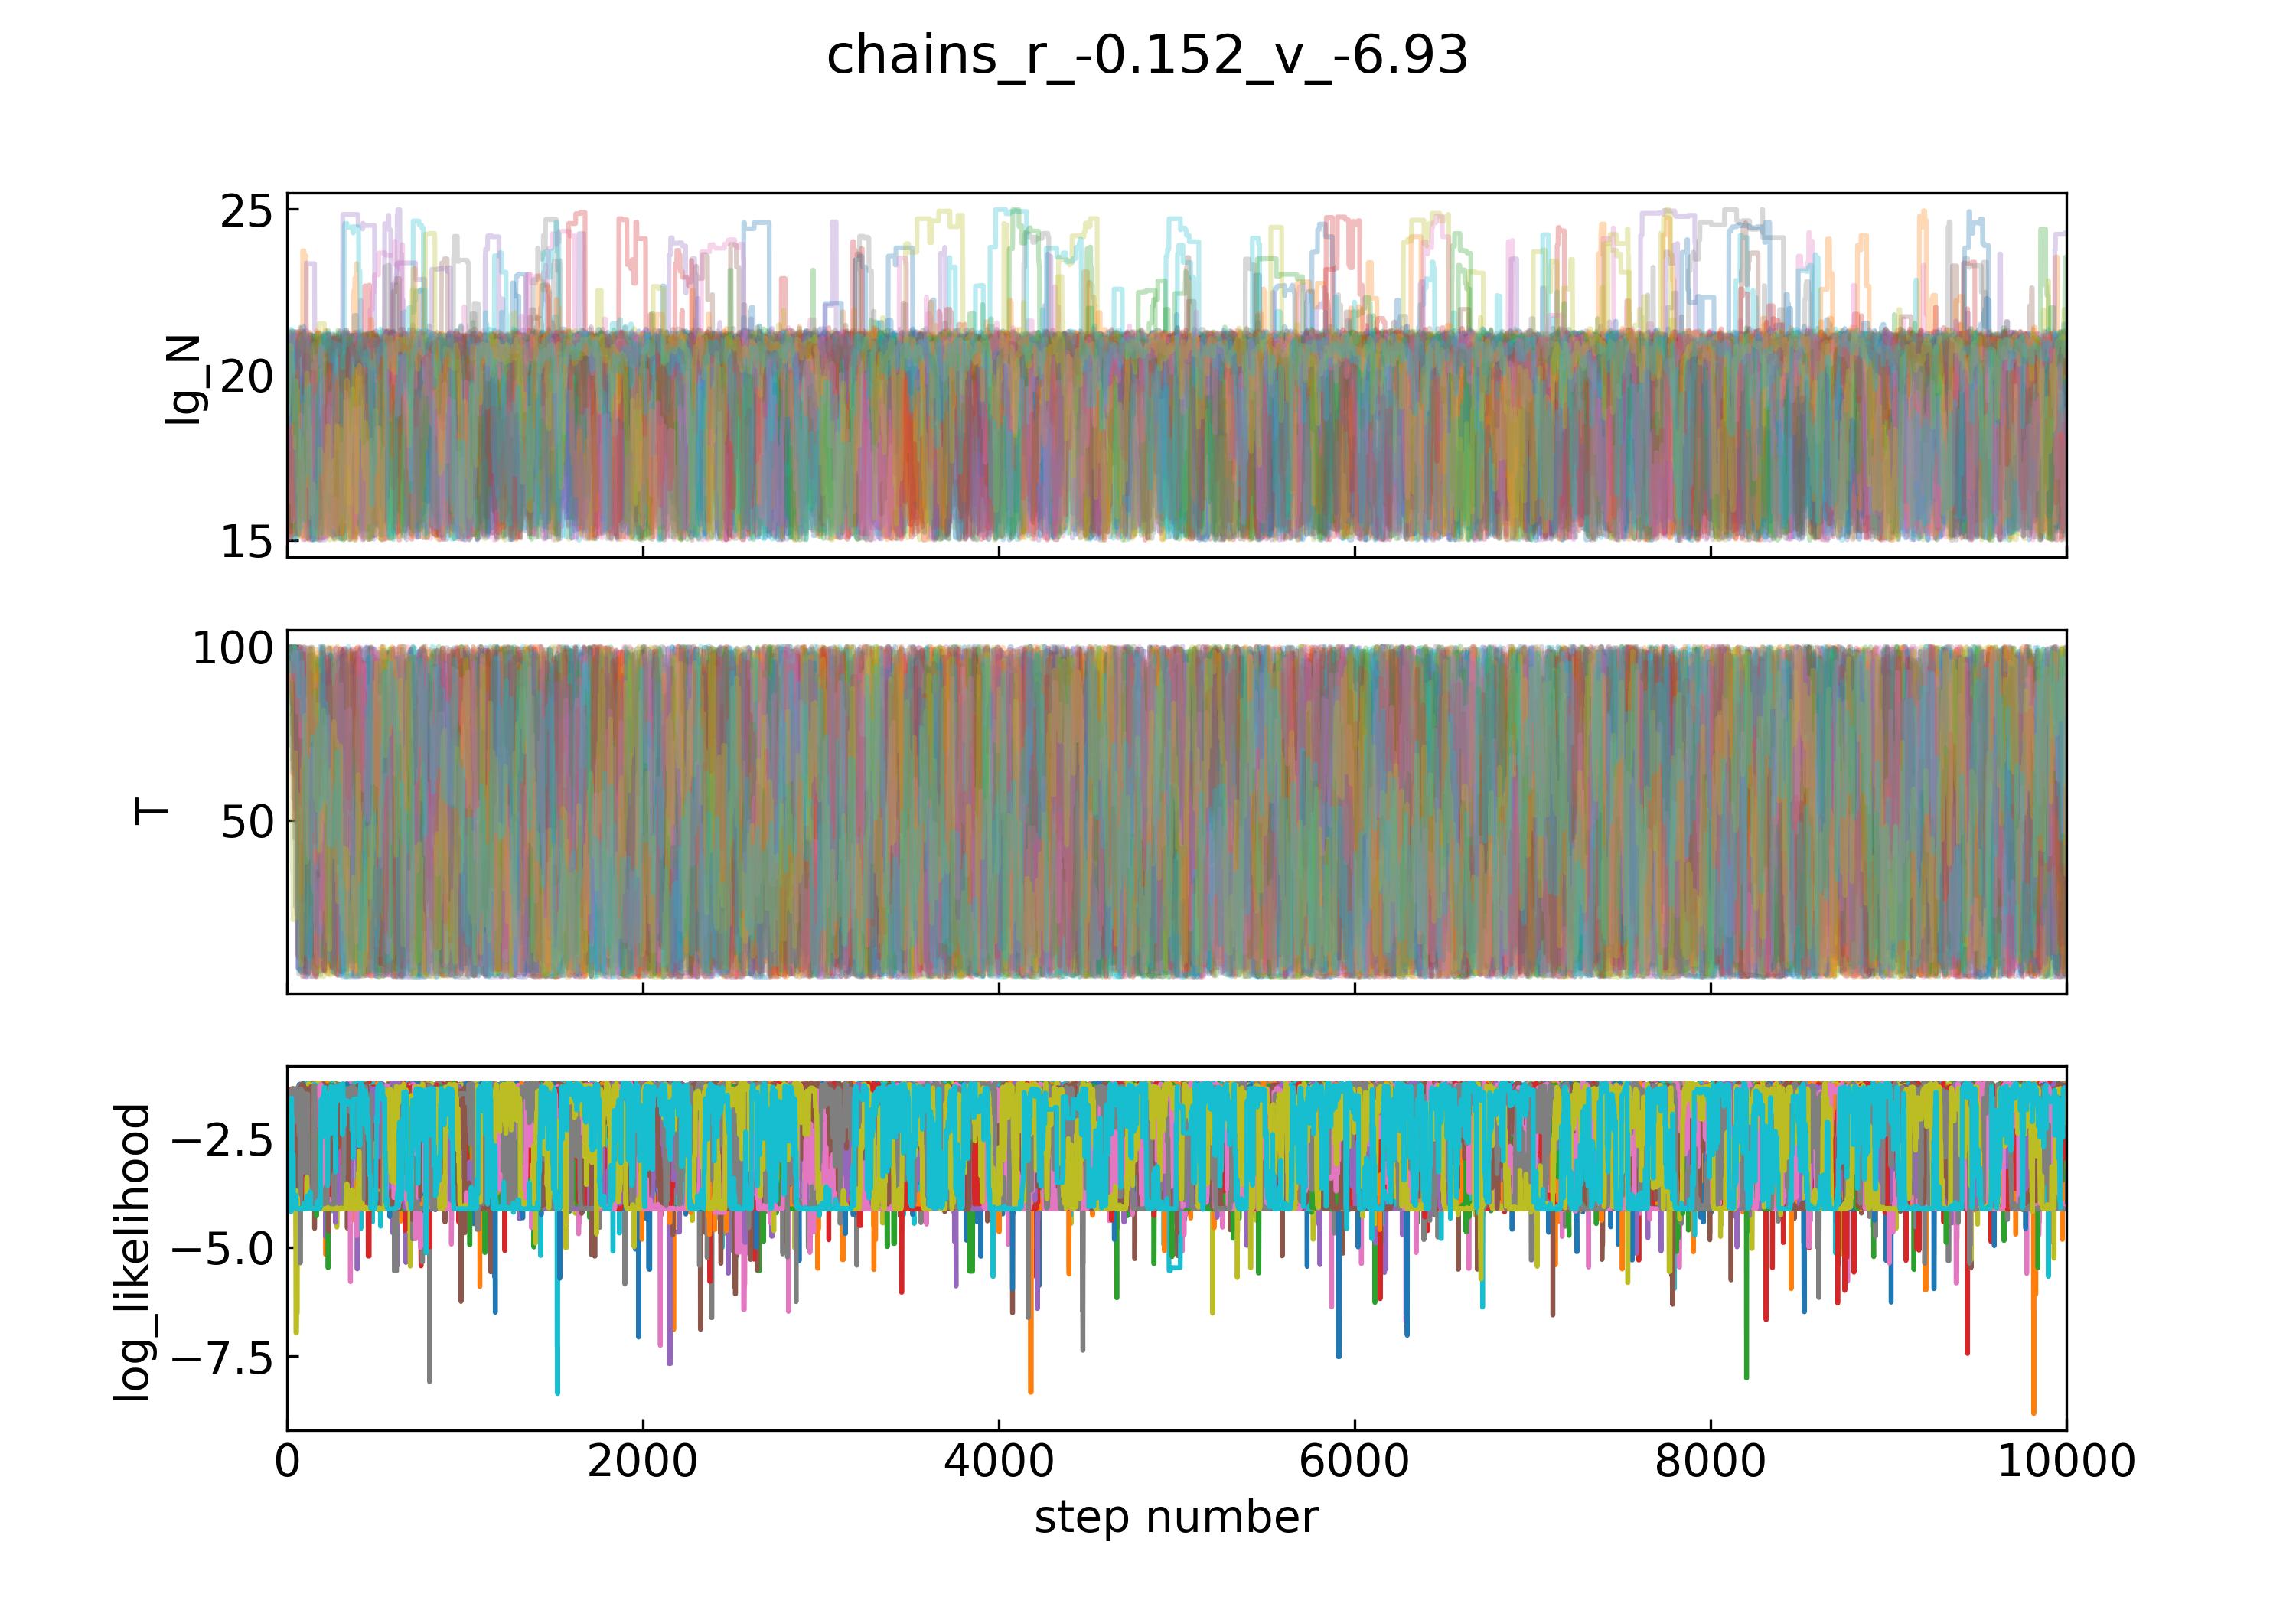 chains_r_-0.152_v_-6.93
25
20
15
lg_N
100
50
T
−2.5
−5.0
−7.5
log_likelihood
0 2000 4000 6000 8000 10000
step number